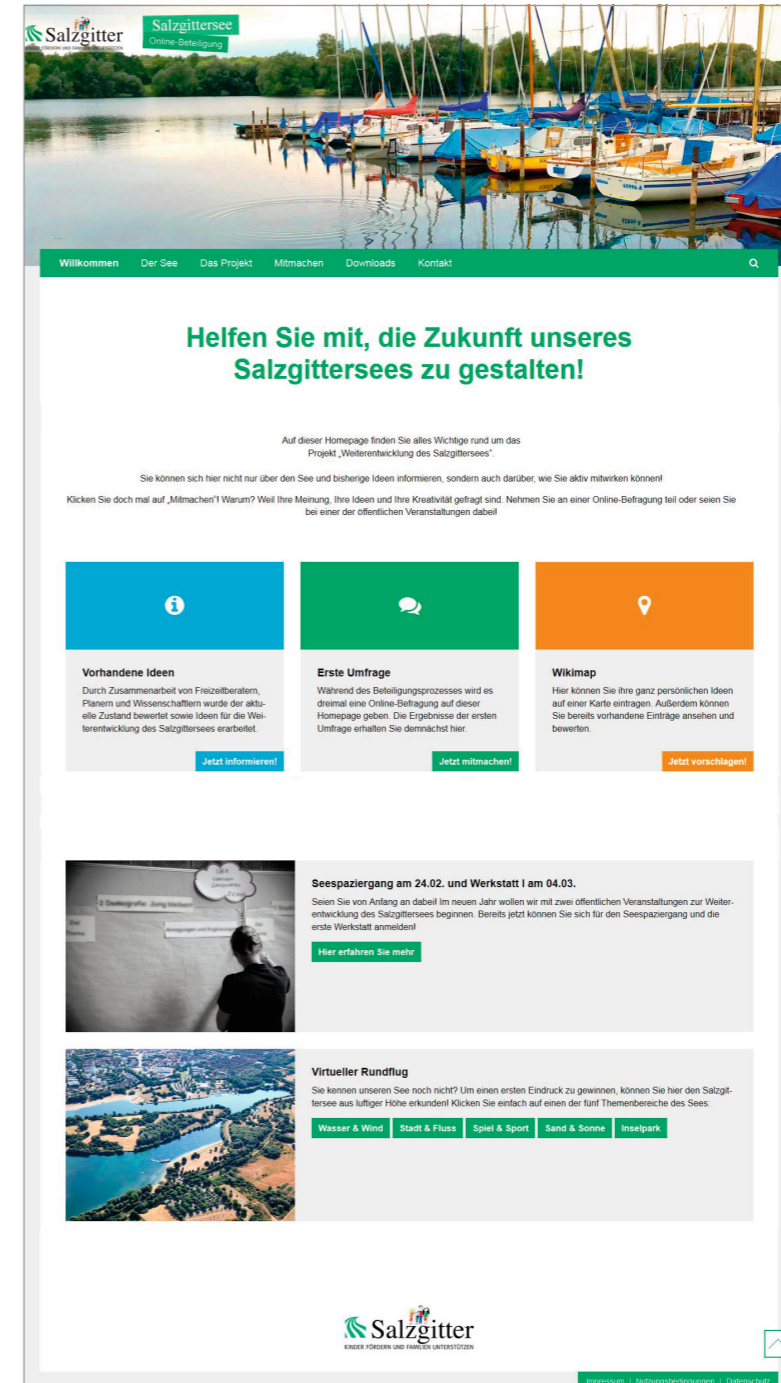 Salzgitter
KINDER FÖRDERN UND FAMILIEN UNTERSTÜTZEN
Salzgittersee
Online-Beteiligung
Willkommen Der See Das Projekt Mitmachen Downloads Kontakt
Helfen Sie mit, die Zukunft unseres
Salzgittersees zu gestalten!
Auf dieser Homepage finden Sie alles Wichtige rund um das
Projekt „Weiterentwicklung des Salzgittersees".
Sie können sich hier nicht nur über den See und bisherige Ideen informieren, sondern auch darüber, wie Sie aktiv mitwirken können!
Klicken Sie doch mal auf „Mitmachen"! Warum? Weil Ihre Meinung, Ihre Ideen und Ihre Kreativität gefragt sind. Nehmen Sie an einer Online-Befragung teil oder seien Sie
bei einer der öffentlichen Veranstaltungen dabei!
Vorhandene Ideen
Durch Zusammenarbeit von Freizeitberatern,
Planern und Wissenschaftlern wurde der aktu-
elle Zustand bewertet sowie Ideen für die Wei-
terentwicklung des Salzgittersees erarbeitet.
Jetzt informieren!
Erste Umfrage
Während des Beteiligungsprozesses wird es
dreimal eine Online-Befragung auf dieser
Homepage geben. Die Ergebnisse der ersten
Umfrage erhalten Sie demnächst hier.
Jetzt mitmachen!
Wikimap
Hier können Sie ihre ganz persönlichen Ideen
auf einer Karte eintragen. Außerdem können
Sie bereits vorhandene Einträge ansehen und
bewerten.
Jetzt vorschlagen!
2 Demografie: Jung bleiben
Anregungen und Ergänzungen
Seespaziergang am 24.02. und Werkstatt I am 04.03.
Seien Sie von Anfang an dabei! Im neuen Jahr wollen wir mit zwei öffentlichen Veranstaltungen zur Weiter-
entwicklung des Salzgittersees beginnen. Bereits jetzt können Sie sich für den Seespaziergang und die
erste Werkstatt anmelden!
Hier erfahren Sie mehr
Virtueller Rundflug
Sie kennen unseren See noch nicht? Um einen ersten Eindruck zu gewinnen, können Sie hier den Salzgit-
tersee aus luftiger Höhe erkunden! Klicken Sie einfach auf einen der fünf Themenbereiche des Sees:
Wasser & Wind Stadt & Fluss Spiel & Sport Sand & Sonne Inselpark
Salzgitter
KINDER FÖRDERN UND FAMILIEN UNTERSTÜTZEN
Impressum | Nutzungsbedingungen | Datenschutz